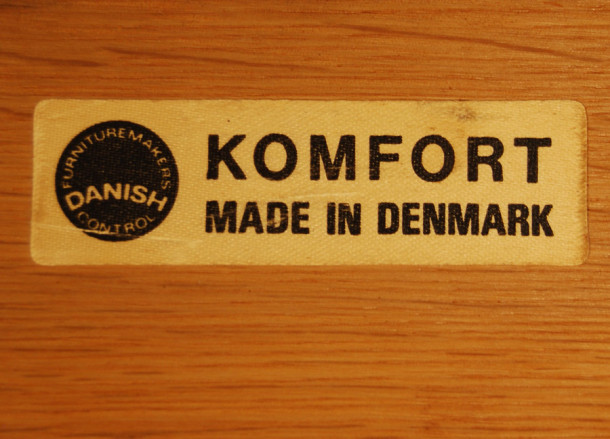 FURNITUREMAKERS
DANISH
CONTROL
KOMFORT
MADE IN DENMARK